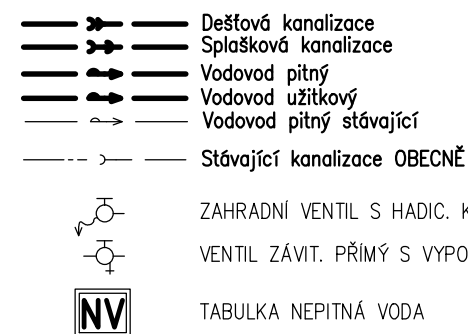 Dešťová kanalizace
Splašková kanalizace
Vodovod pitný
Vodovod užitkový
Vodovod pitný stávající
Stávající kanalizace OBECNĚ
ZAHRADNÍ VENTIL S HADIC. K
VENTIL ZÁVIT. PŘÍMÝ S VYPO
NV TABULKA NEPITNÁ VODA